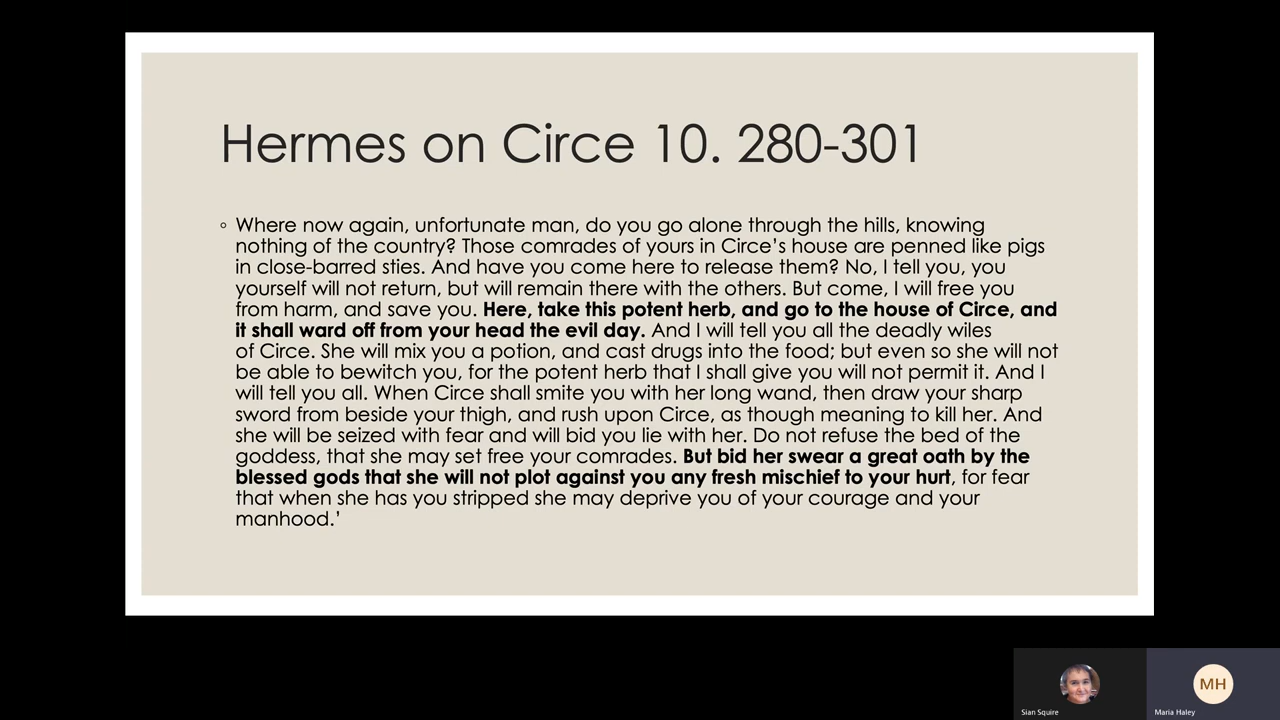 Hermes on Circe 10. 280-301
◦ Where now again, unfortunate man, do you go alone through the hills, knowing
nothing of the country? Those comrades of yours in Circe’s house are penned like pigs
in close-barred sties. And have you come here to release them? No, I tell you, you
yourself will not return, but will remain there with the others. But come, I will free you
from harm, and save you. Here, take this potent herb, and go to the house of Circe, and
it shall ward off from your head the evil day. And I will tell you all the deadly wiles
of Circe. She will mix you a potion, and cast drugs into the food; but even so she will not
be able to bewitch you, for the potent herb that I shall give you will not permit it. And I
will tell you all. When Circe shall smite you with her long wand, then draw your sharp
sword from beside your thigh, and rush upon Circe, as though meaning to kill her. And
she will be seized with fear and will bid you lie with her. Do not refuse the bed of the
goddess, that she may set free your comrades. But bid her swear a great oath by the
blessed gods that she will not plot against you any fresh mischief to your hurt, for fear
that when she has you stripped she may deprive you of your courage and your
manhood.’
MH
Sian Squire
Maria Haley